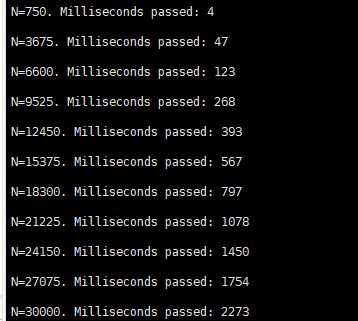 N=750. Milliseconds passed: 4
N=3675. Milliseconds passed: 47
N=6600. Milliseconds passed: 123
N=9525. Milliseconds passed: 268
N=12450. Milliseconds passed: 393
N=15375. Milliseconds passed: 567
N=18300. Milliseconds passed: 797
N=21225. Milliseconds passed: 1078
N=24150. Milliseconds passed: 1450
N=27075. Milliseconds passed: 1754
N=30000. Milliseconds passed: 2273